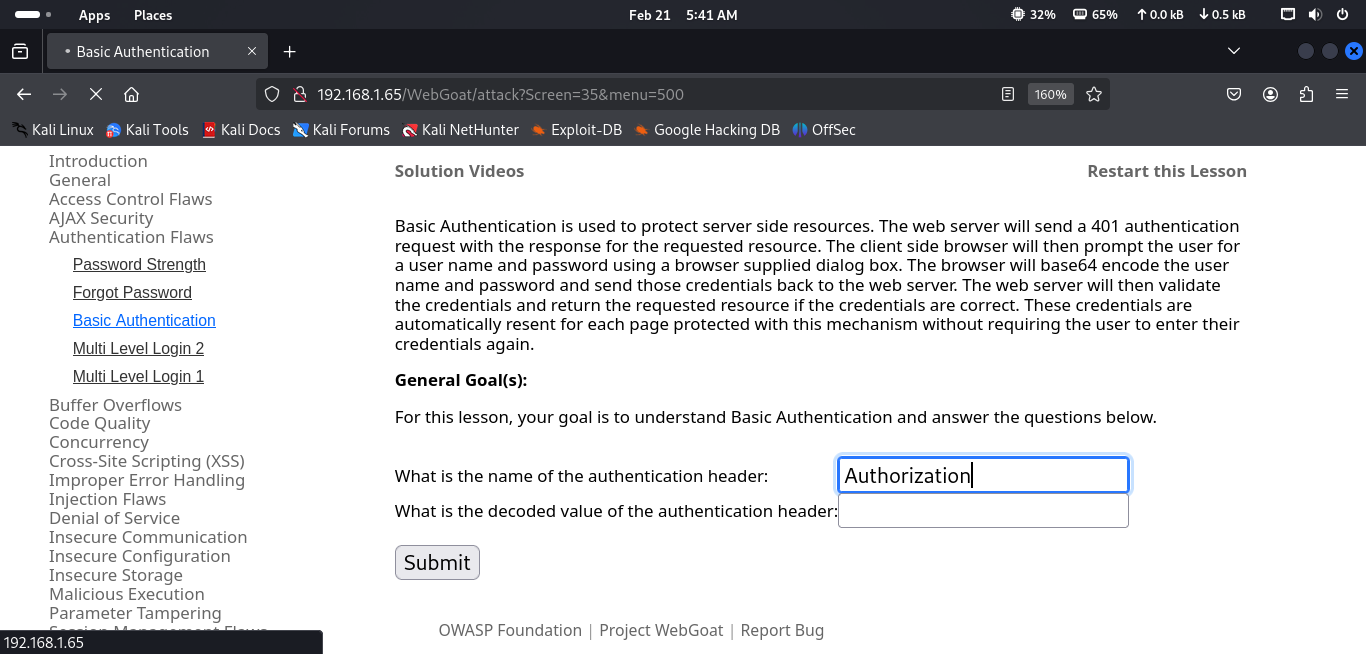 Apps Places Feb 21 5:41 AM 32% 65% 0.0 kB 0.5 kB
Basic Authentication
192.168.1.65/WebGoat/attack?Screen=35&menu=500 160%
Kali Linux Kali Tools Kali Docs Kali Forums Kali NetHunter Exploit-DB Google Hacking DB OffSec
Introduction
General
Access Control Flaws
AJAX Security
Authentication Flaws
Password Strength
Forgot Password
Basic Authentication
Multi Level Login 2
Multi Level Login 1
Buffer Overflows
Code Quality
Concurrency
Cross-Site Scripting (XSS)
Improper Error Handling
Injection Flaws
Denial of Service
Insecure Communication
Insecure Configuration
Insecure Storage
Malicious Execution
Parameter Tampering
Session Management Flaws
Solution Videos Restart this Lesson
Basic Authentication is used to protect server side resources. The web server will send a 401 authentication
request with the response for the requested resource. The client side browser will then prompt the user for
a user name and password using a browser supplied dialog box. The browser will base64 encode the user
name and password and send those credentials back to the web server. The web server will then validate
the credentials and return the requested resource if the credentials are correct. These credentials are
automatically resent for each page protected with this mechanism without requiring the user to enter their
credentials again.
General Goal(s):
For this lesson, your goal is to understand Basic Authentication and answer the questions below.
What is the name of the authentication header: Authorization
What is the decoded value of the authentication header:
Submit
OWASP Foundation | Project WebGoat | Report Bug
192.168.1.65